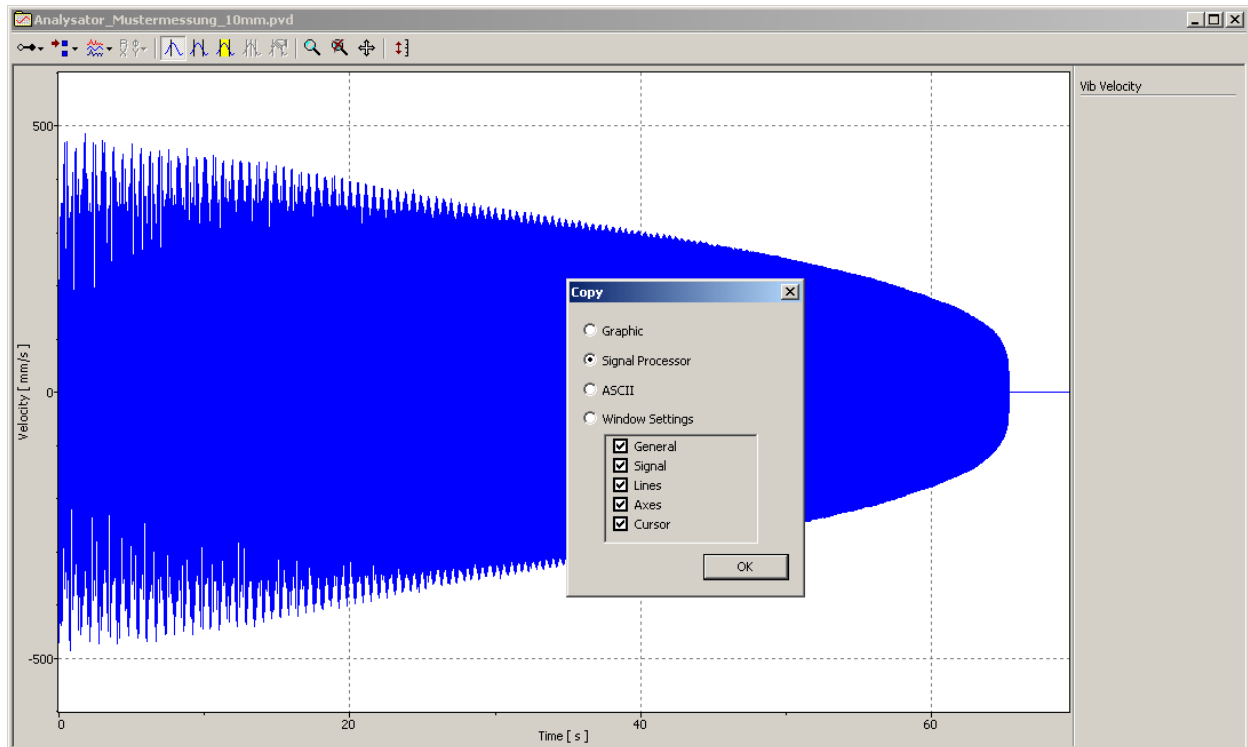 Analysator_Mustermessung_10mm.pvd
Vib Velocity
500
0
-500
Velocity [ mm/s ]
0
20
40
60
Time [ s ]
Copy
Graphic
Signal Processor
ASCII
Window Settings
General
Signal
Lines
Axes
Cursor
OK